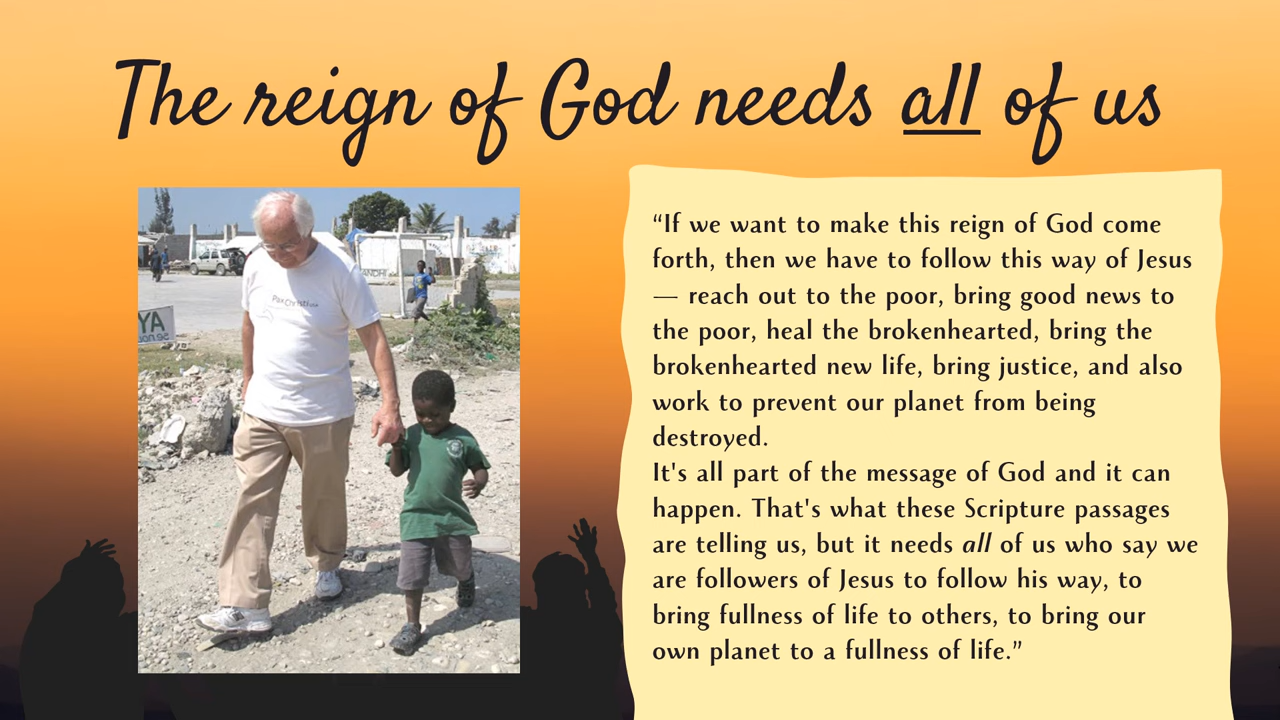 The reign of God needs all of us
“If we want to make this reign of God come
forth, then we have to follow this way of Jesus
— reach out to the poor, bring good news to
the poor, heal the brokenhearted, bring the
brokenhearted new life, bring justice, and also
work to prevent our planet from being
destroyed.
It's all part of the message of God and it can
happen. That's what these Scripture passages
are telling us, but it needs all of us who say we
are followers of Jesus to follow his way, to
bring fullness of life to others, to bring our
own planet to a fullness of life.”
Pax Christi